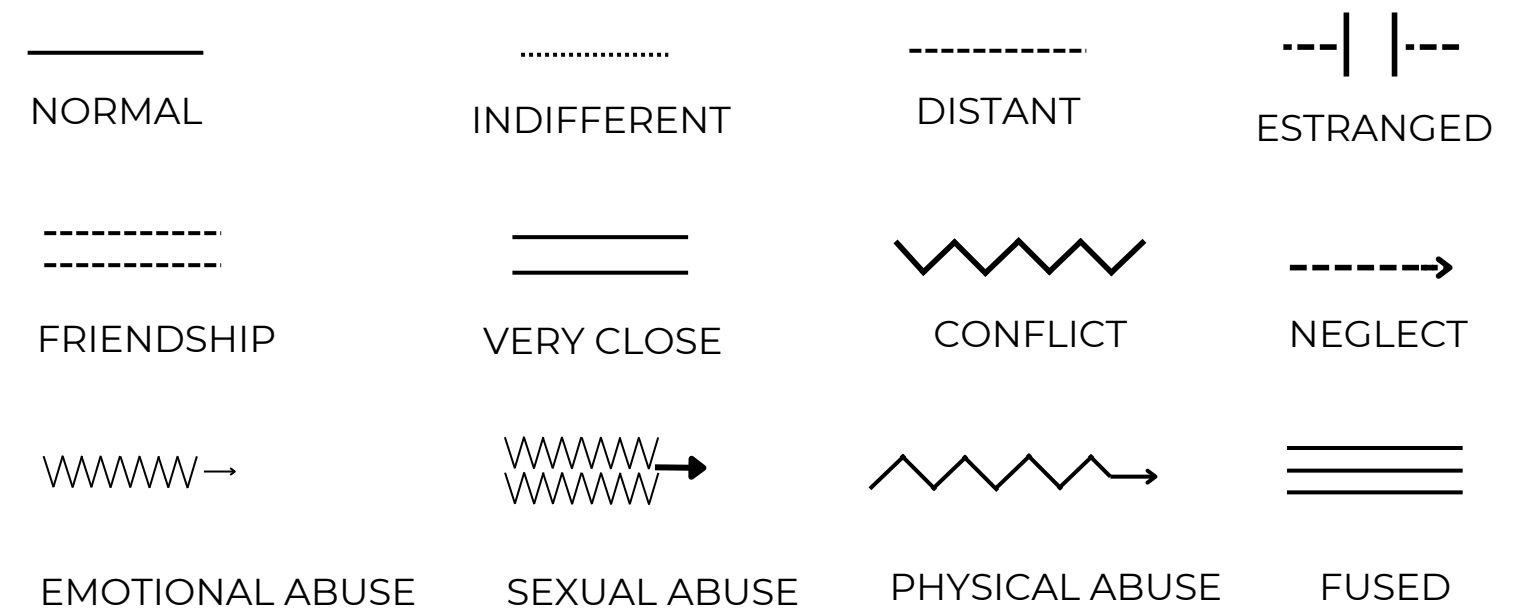 NORMAL
INDIFFERENT
DISTANT
ESTRANGED
FRIENDSHIP
VERY CLOSE
CONFLICT
NEGLECT
EMOTIONAL ABUSE
SEXUAL ABUSE
PHYSICAL ABUSE
FUSED